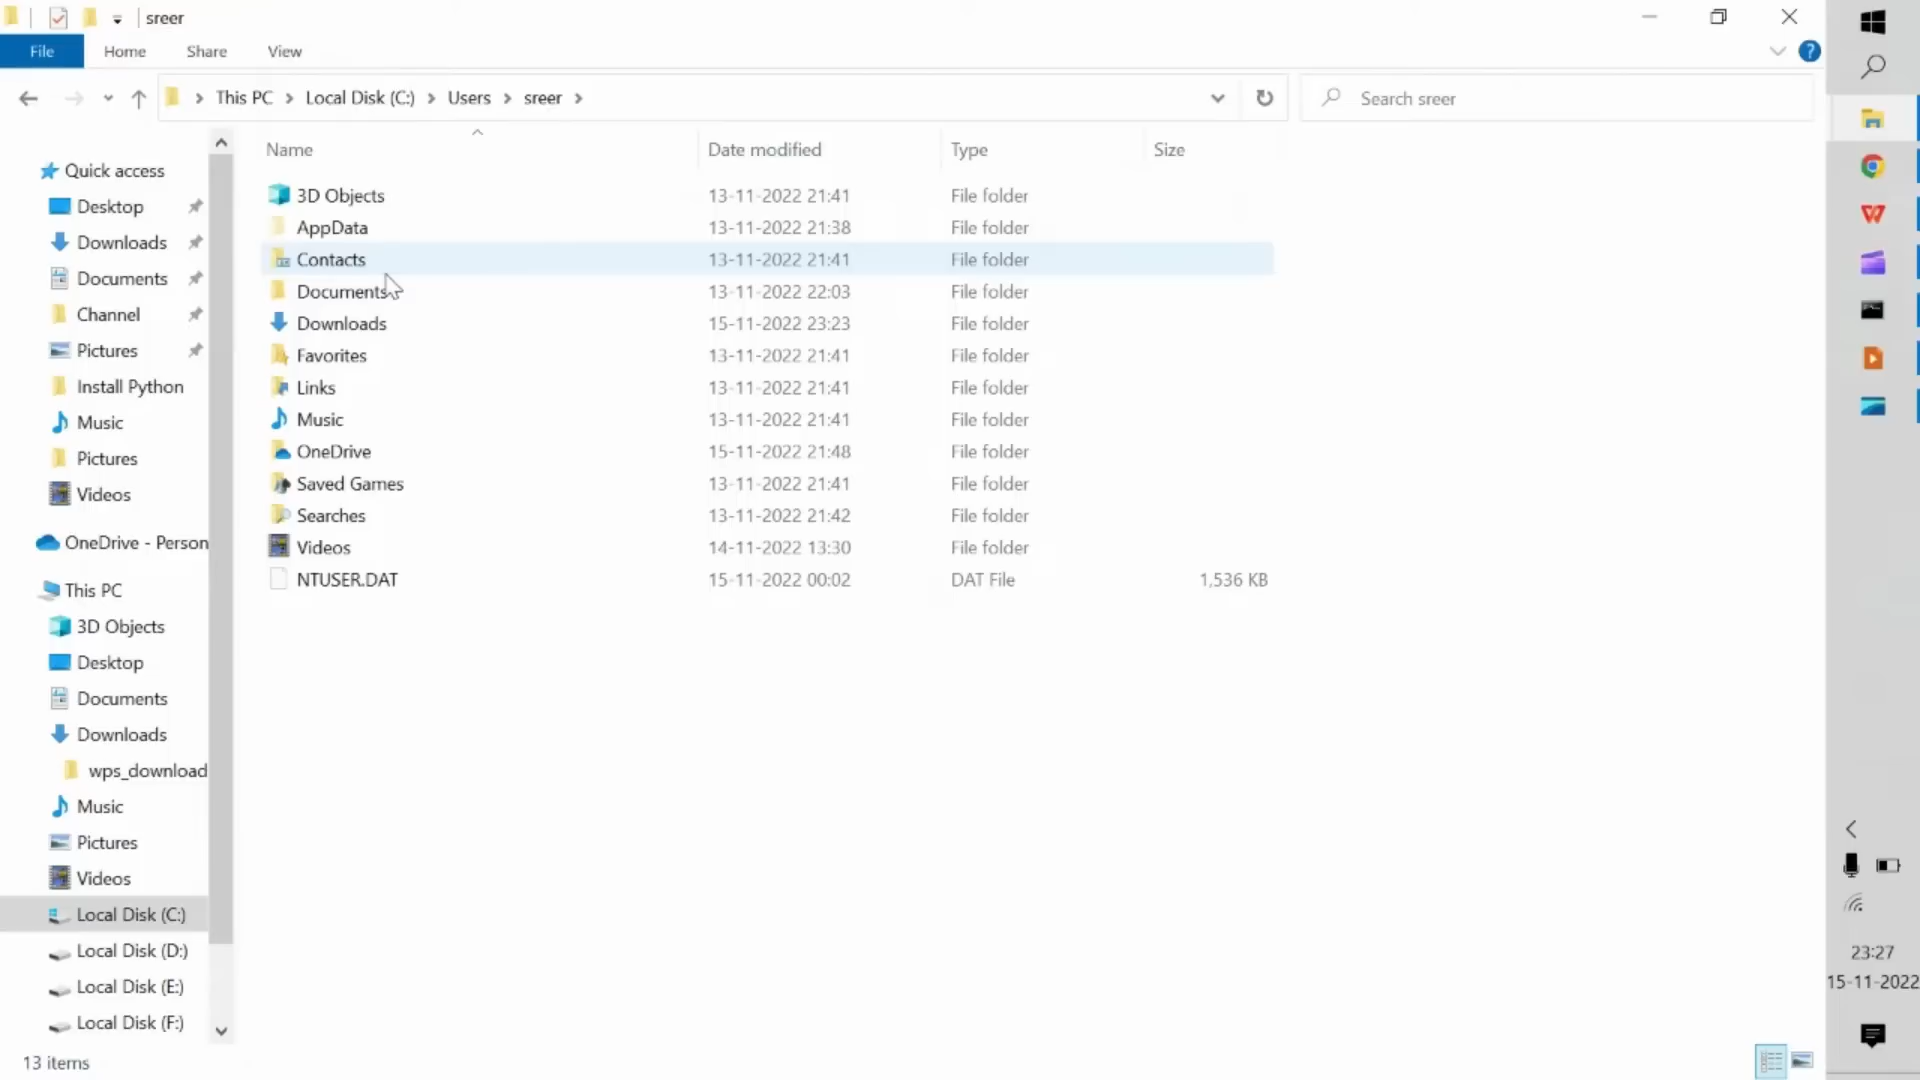 sreer
File Home Share View
This PC Local Disk (C:) Users sreer
Search sreer
Name Date modified Type Size
Quick access
Desktop
Downloads
Documents
Channel
Pictures
Install Python
Music
Pictures
Videos
OneDrive - Person
This PC
3D Objects
Desktop
Documents
Downloads
wps_download
Music
Pictures
Videos
Local Disk (C:)
Local Disk (D:)
Local Disk (E:)
Local Disk (F:)
3D Objects 13-11-2022 21:41 File folder
AppData 13-11-2022 21:38 File folder
Contacts 13-11-2022 21:41 File folder
Documents 13-11-2022 22:03 File folder
Downloads 15-11-2022 23:23 File folder
Favorites 13-11-2022 21:41 File folder
Links 13-11-2022 21:41 File folder
Music 13-11-2022 21:41 File folder
OneDrive 15-11-2022 21:48 File folder
Saved Games 13-11-2022 21:41 File folder
Searches 13-11-2022 21:42 File folder
Videos 14-11-2022 13:30 File folder
NTUSER.DAT 15-11-2022 00:02 DAT File 1,536 KB
13 items
23:27
15-11-2022